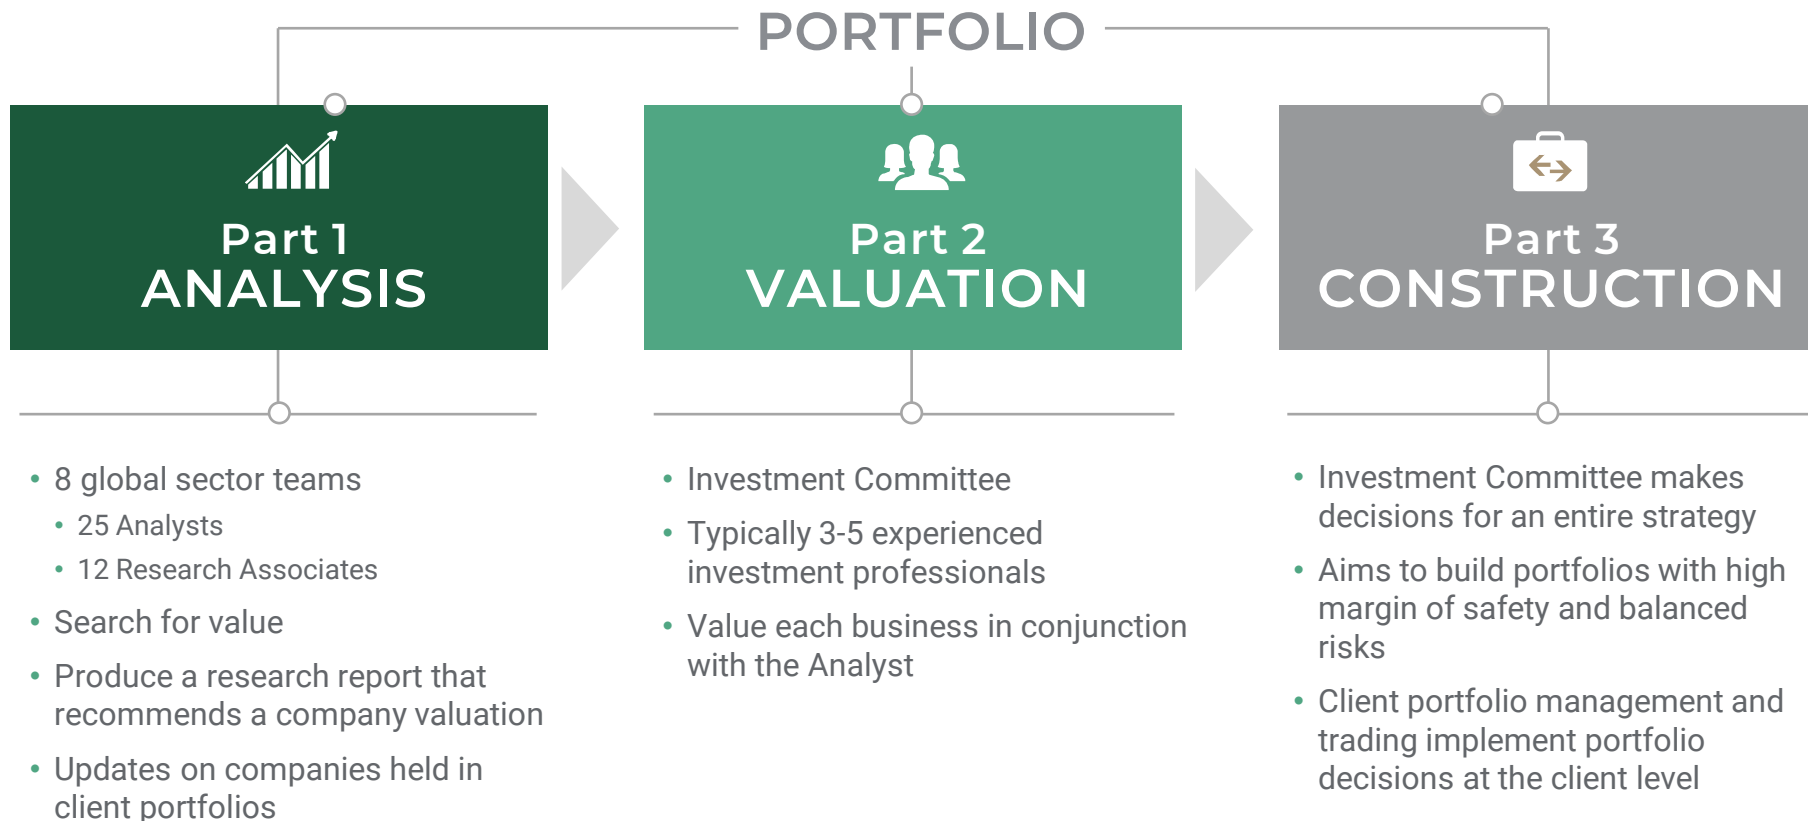 PORTFOLIO
Part 1
ANALYSIS
• 8 global sector teams
• 25 Analysts
• 12 Research Associates
• Search for value
• Produce a research report that
recommends a company valuation
• Updates on companies held in
client portfolios
Part 2
VALUATION
• Investment Committee
• Typically 3-5 experienced
investment professionals
• Value each business in conjunction
with the Analyst
Part 3
CONSTRUCTION
• Investment Committee makes
decisions for an entire strategy
• Aims to build portfolios with high
margin of safety and balanced
risks
• Client portfolio management and
trading implement portfolio
decisions at the client level